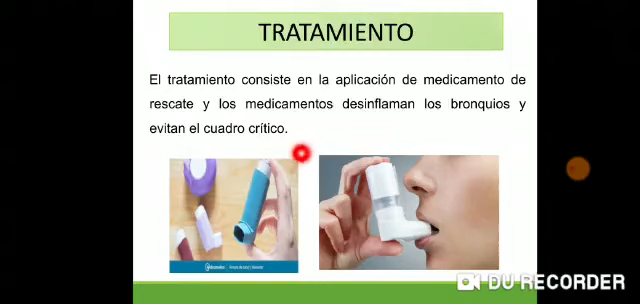 TRATAMIENTO
El tratamiento consiste en la aplicación de medicamento de
rescate y los medicamentos desinflaman los bronquios y
evitan el cuadro crítico.
DU RECORDER